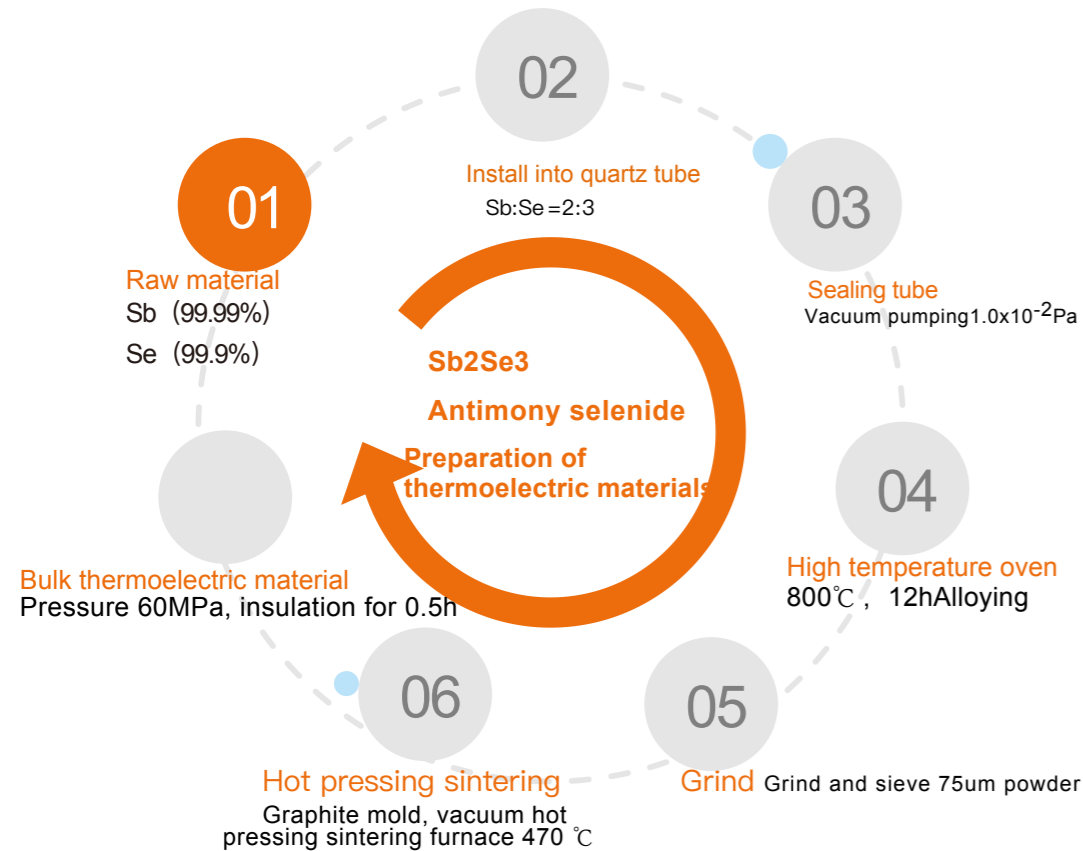 01
Raw material
Sb (99.99%)
Se (99.9%)
02
Install into quartz tube
Sb:Se=2:3
03
Sealing tube
Vacuum pumping1.0x10⁻²Pa
04
High temperature oven
800℃ , 12hAlloying
05
Grind Grind and sieve 75um powder
06
Hot pressing sintering
Graphite mold, vacuum hot
pressing sintering furnace 470 ℃
Bulk thermoelectric material
Pressure 60MPa, insulation for 0.5h
Sb2Se3
Antimony selenide
Preparation of
thermoelectric materials